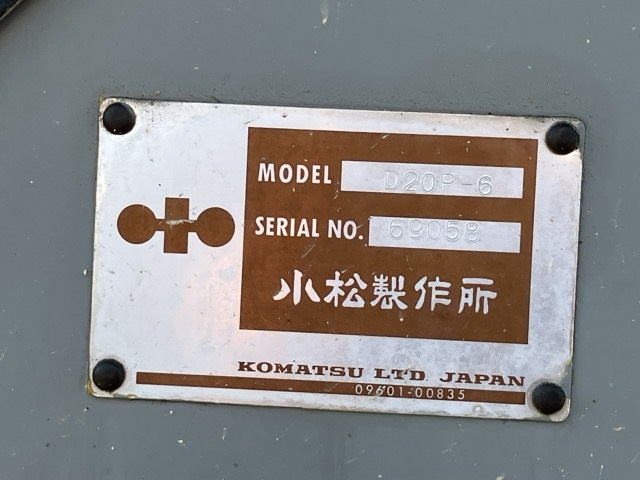 MODEL D20P-6
SERIAL NO. 69058
小松製作所
KOMATSU LTD. JAPAN
09601-00835